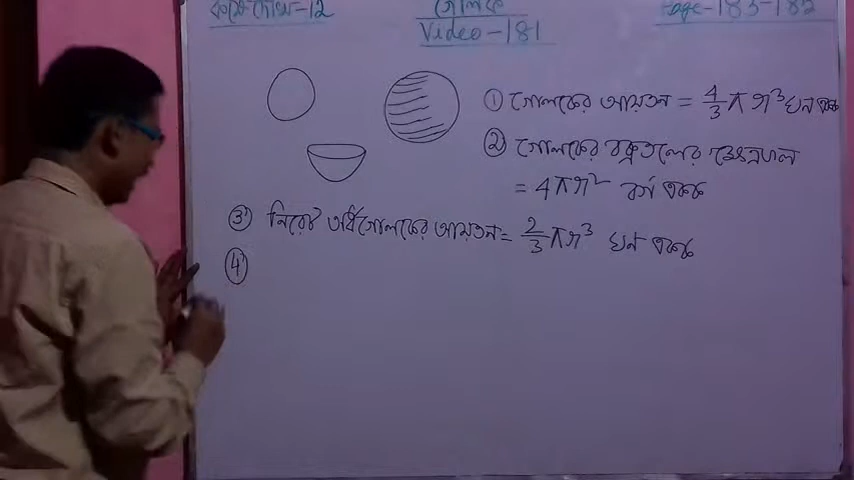 কষে দেখি-12
গোলক
Page-183-182
Video-181
① গোলকের আয়তন = 4/3 π r³ ঘন একক
② গোলকের বক্রতলের ক্ষেত্রফল
= 4πr² বর্গ একক
③ নিরেট অর্ধগোলকের আয়তন = 2/3 πr³ ঘন একক
④